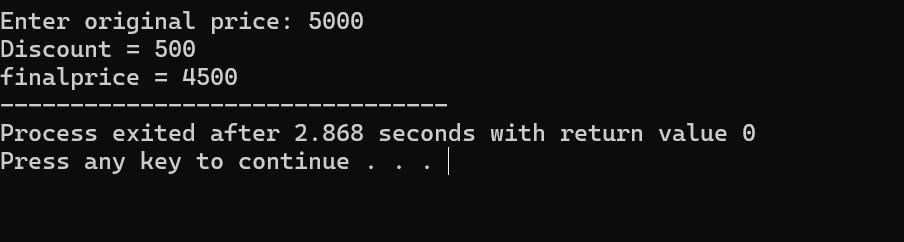 Enter original price: 5000
Discount = 500
finalprice = 4500
--------------------------------
Process exited after 2.868 seconds with return value 0
Press any key to continue . . .